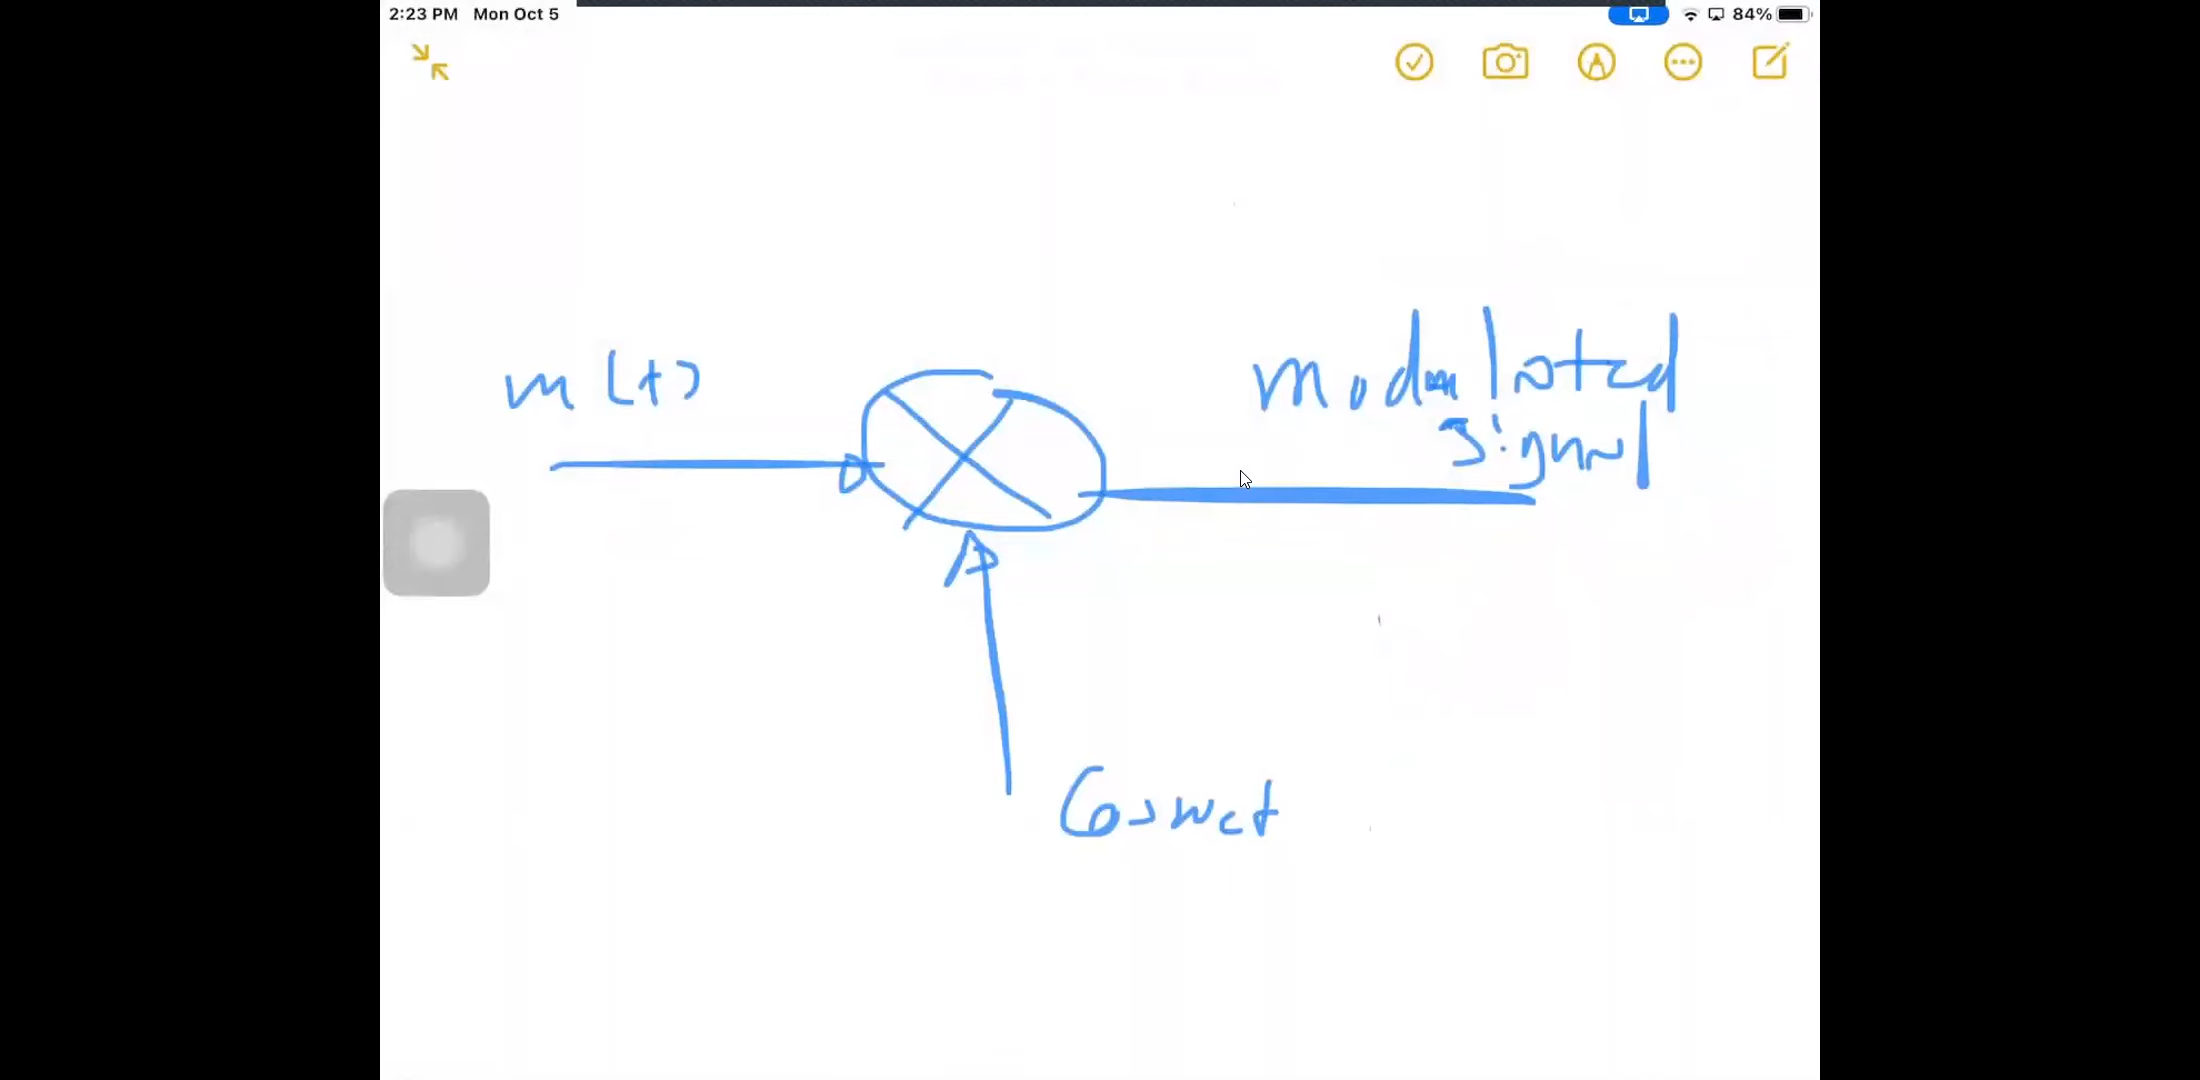 2:23 PM Mon Oct 5
84%
m(t)
modulated
signal
Coswct